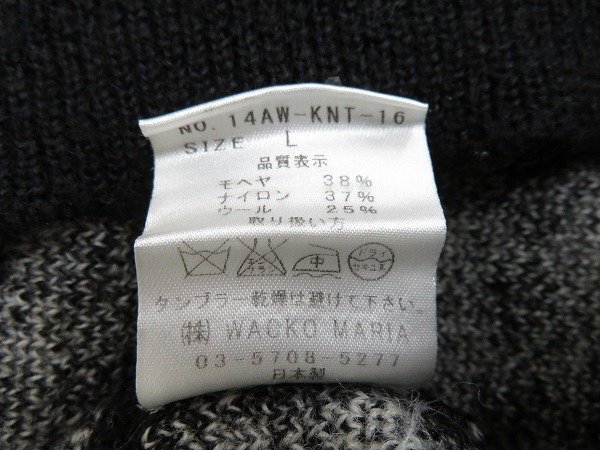 NO. 14AW-KNT-16
SIZE L
品質表示
モヘヤ 38%
ナイロン 37%
ウール 25%
取り扱い方
中
タンブラー乾燥は避けて下さい。
(株) WACKO MARIA
03-5708-5277
日本製